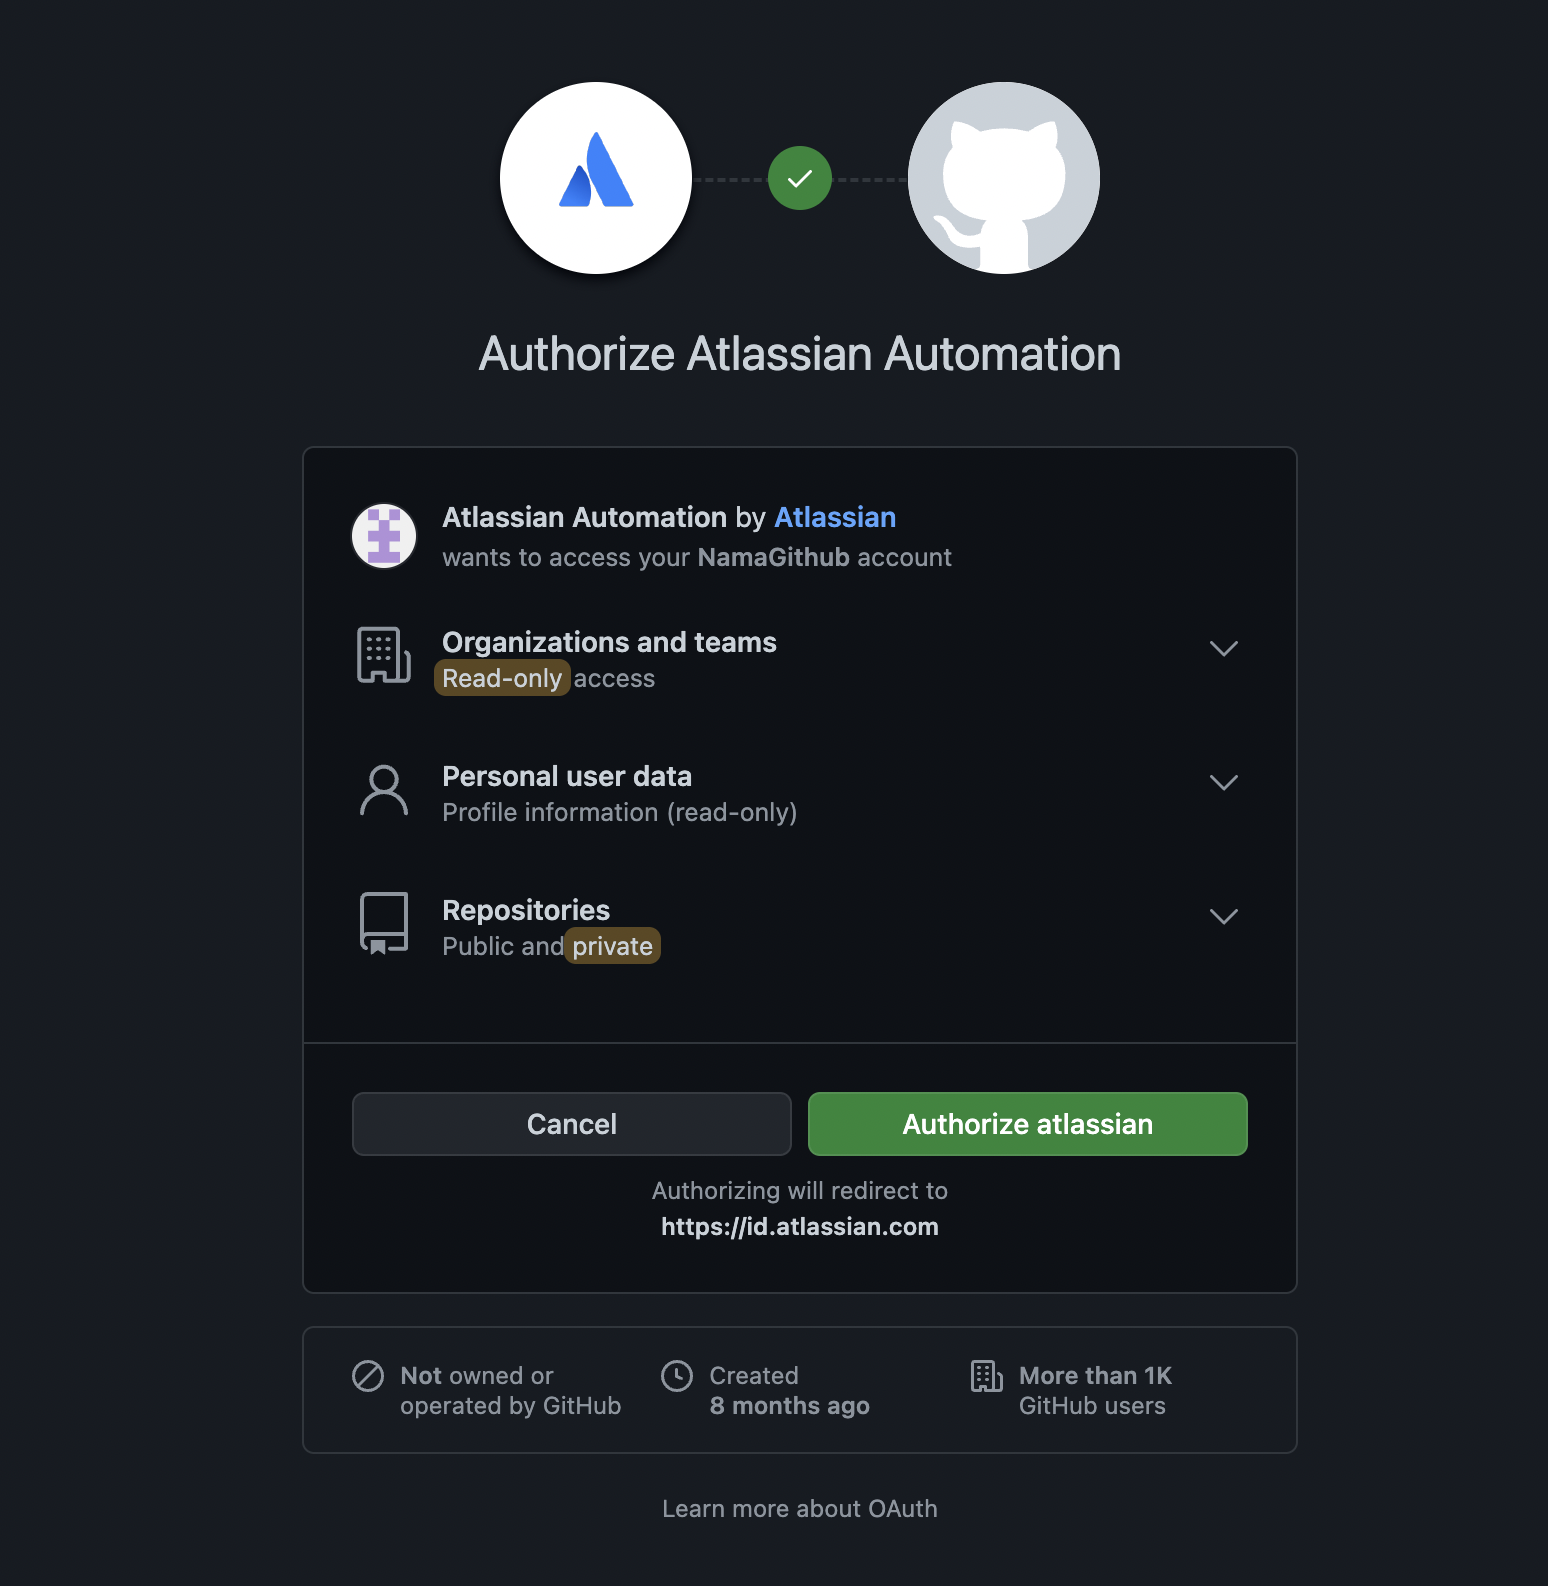 Authorize Atlassian Automation
Atlassian Automation by Atlassian
wants to access your NamaGithub account
Organizations and teams
Read-only access
Personal user data
Profile information (read-only)
Repositories
Public and private
Cancel
Authorize atlassian
Authorizing will redirect to
https://id.atlassian.com
Not owned or
operated by GitHub
Created
8 months ago
More than 1K
GitHub users
Learn more about OAuth